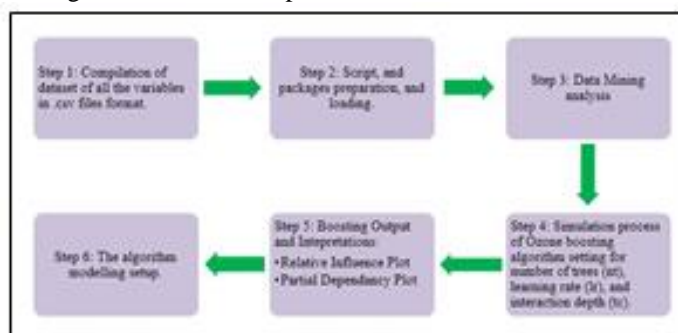 Step 1: Compilation of
dataset of all the variables
in .csv files format.
Step 2: Script, and
packages preparation, and
loading.
Step 3: Data Mining
analysis
Step 4: Simulation process
of Ozone boosting
algorithm setting for
number of trees (nt),
learning rate (lr), and
interaction depth (tc).
Step 5: Boosting Output
and Intepretations:
•Relative Influence Plot
•Partial Dependancy Plot
Step 6: The algorithm
modelling setup.